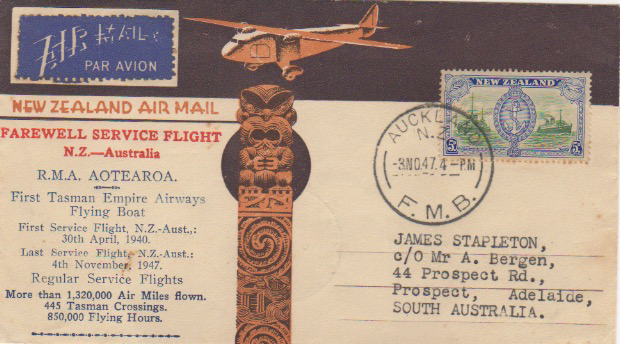 AIR MAIL
PAR AVION
NEW ZEALAND AIR MAIL
FAREWELL SERVICE FLIGHT
N.Z.—Australia
R.M.A. AOTEAROA.
First Tasman Empire Airways
Flying Boat
First Service Flight, N.Z.-Aust.,:
30th April, 1940.
Last Service Flight, N.Z.-Aust.:
4th November, 1947.
Regular Service Flights
More than 1,320,000 Air Miles flown.
445 Tasman Crossings.
850,000 Flying Hours.
NEW ZEALAND
5D. 5D.
AUCKLAND
N.Z.
-3NO.47.4 -PM
F.M.B.
JAMES STAPLETON,
c/o Mr A. Bergen,
44 Prospect Rd.,
Prospect, Adelaide,
SOUTH AUSTRALIA.